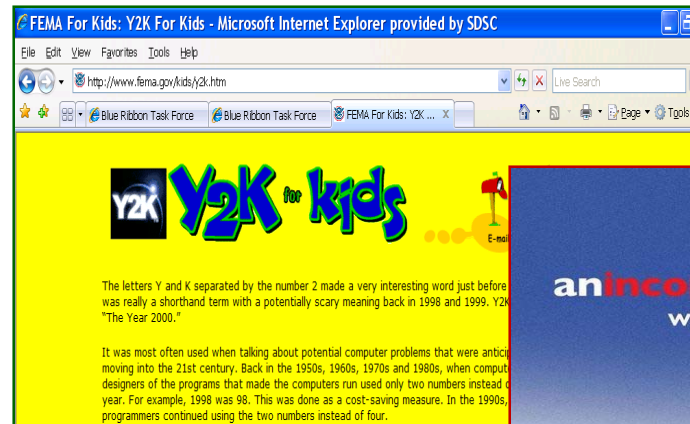 FEMA For Kids: Y2K For Kids - Microsoft Internet Explorer provided by SDSC
File Edit View Favorites Tools Help
http://www.fema.gov/kids/y2k.htm
Live Search
Blue Ribbon Task Force
Blue Ribbon Task Force
FEMA For Kids: Y2K ... X
Page
Tools
Y2K
Y2K for kids
E-mail
The letters Y and K separated by the number 2 made a very interesting word just before
was really a shorthand term with a potentially scary meaning back in 1998 and 1999. Y2K
“The Year 2000.”
It was most often used when talking about potential computer problems that were
moving into the 21st century. Back in the 1950s, 1960s, 1970s and 1980s, when
designers of the programs that made the computers run used only two numbers instead
year. For example, 1998 was 98. This was done as a cost-saving measure. In the 1990s,
programmers continued using the two numbers instead of four.
aninco
w